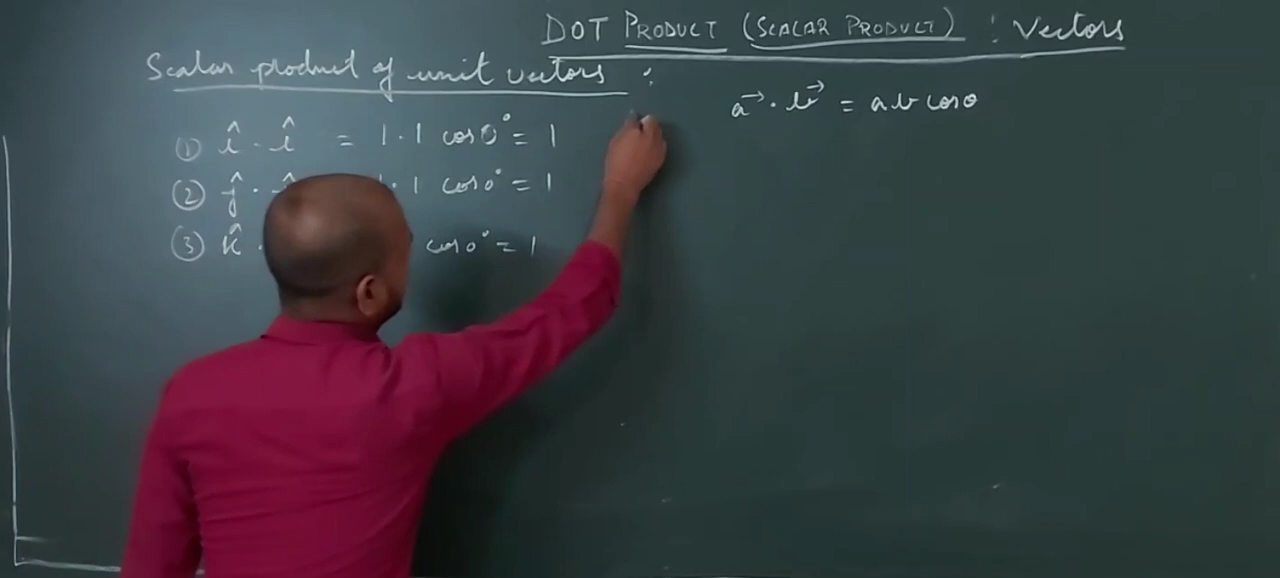 DOT PRODUCT (SCALAR PRODUCT) : Vectors
Scalar product of unit vectors :
a⃗ · b⃗ = ab cosθ
① î · î = 1·1 cos0° = 1
② ĵ · · 1 cos0° = 1
③ k̂ · cos0° = 1